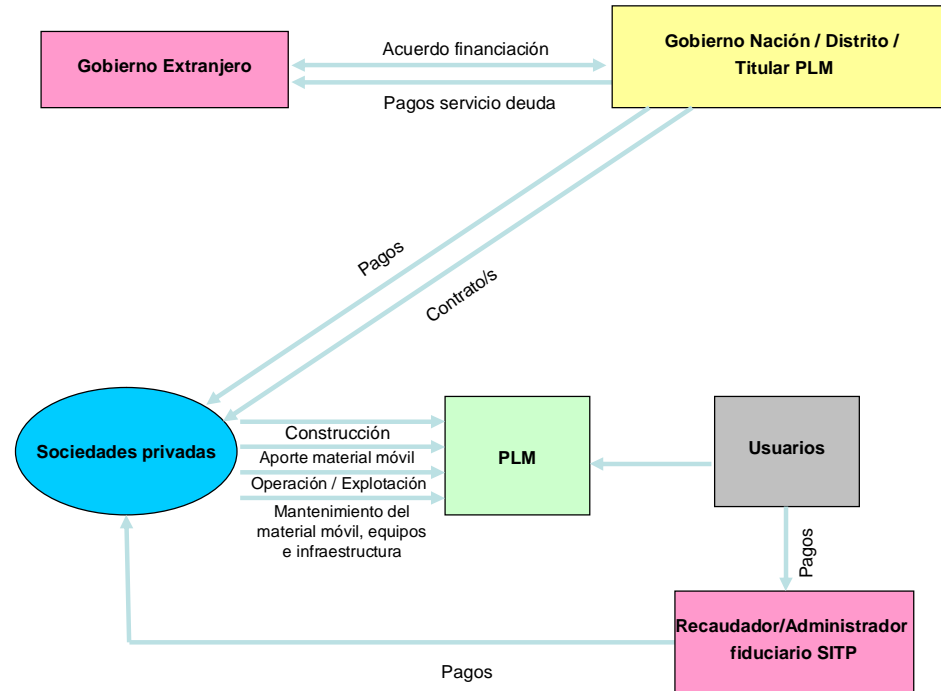 Gobierno Extranjero
Acuerdo financiación
Pagos servicio deuda
Gobierno Nación / Distrito /
Titular PLM
Pagos
Contrato/s
Sociedades privadas
Construcción
Aporte material móvil
Operación / Explotación
Mantenimiento del
material móvil, equipos
e infraestructura
PLM
Usuarios
Pagos
Recaudador/Administrador
fiduciario SITP
Pagos